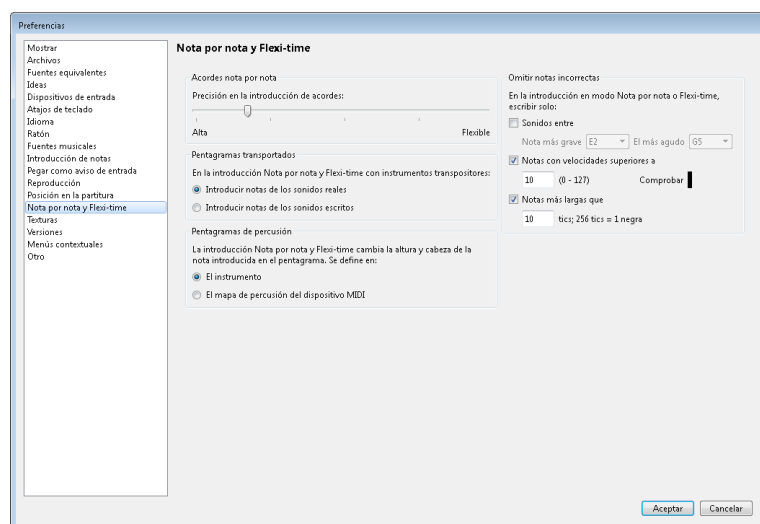 Preferencias
Mostrar
Archivos
Fuentes equivalentes
Ideas
Dispositivos de entrada
Atajos de teclado
Idioma
Ratón
Fuentes musicales
Introducción de notas
Pegar como aviso de entrada
Reproducción
Posición en la partitura
Nota por nota y Flexi-time
Texturas
Versiones
Menús contextuales
Otro
Nota por nota y Flexi-time
Acordes nota por nota
Precisión en la introducción de acordes:
Alta Flexible
Pentagramas transportados
En la introducción Nota por nota y Flexi-time con instrumentos transpositores:
Introducir notas de los sonidos reales
Introducir notas de los sonidos escritos
Pentagramas de percusión
La introducción Nota por nota y Flexi-time cambia la altura y cabeza de la
nota introducida en el pentagrama. Se define en:
El instrumento
El mapa de percusión del dispositivo MIDI
Omitir notas incorrectas
En la introducción en modo Nota por nota o Flexi-time,
escribir solo:
Sonidos entre
Nota más grave E2 El más agudo G5
Notas con velocidades superiores a
10 (0 - 127) Comprobar
Notas más largas que
10 tics; 256 tics = 1 negra
Aceptar Cancelar